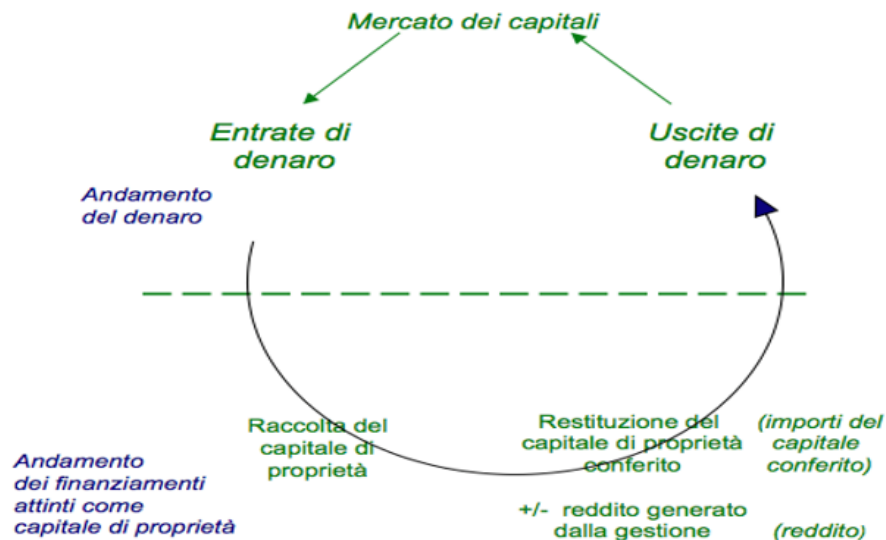 Mercato dei capitali
Entrate di
denaro
Uscite di
denaro
Andamento
del denaro
Raccolta del
capitale di
proprietà
Restituzione del
capitale di proprietà
conferito
(importi del
capitale
conferito)
Andamento
dei finanziamenti
attinti come
capitale di proprietà
+/- reddito generato
dalla gestione
(reddito)